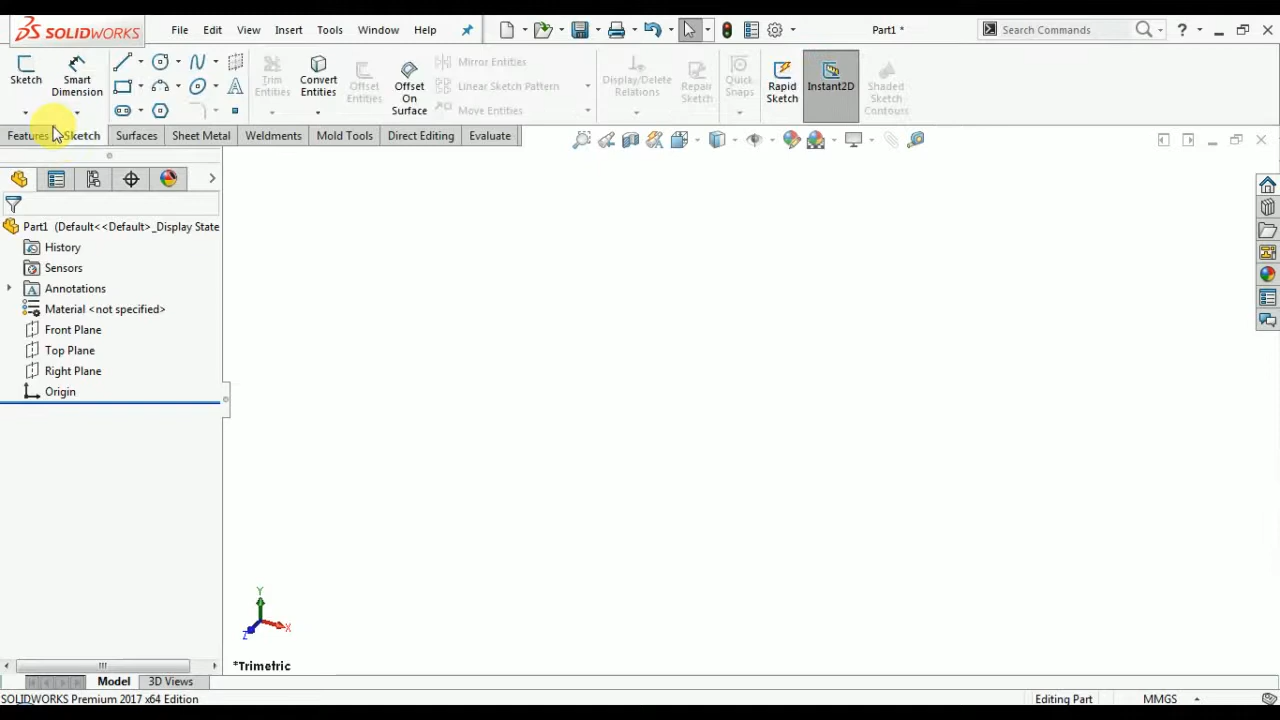 SOLIDWORKS File Edit View Insert Tools Window Help Part1 * Search Commands ?
Sketch Smart Dimension Trim Entities Convert Entities Offset Entities Offset On Surface Mirror Entities Linear Sketch Pattern Move Entities Display/Delete Relations Repair Sketch Quick Snaps Rapid Sketch Instant2D Shaded Sketch Contours
Features Sketch Surfaces Sheet Metal Weldments Mold Tools Direct Editing Evaluate
Part1 (Default<<Default>_Display State
History
Sensors
Annotations
Material <not specified>
Front Plane
Top Plane
Right Plane
Origin
Y
X
Z
*Trimetric
Model 3D Views
SOLIDWORKS Premium 2017 x64 Edition Editing Part MMGS